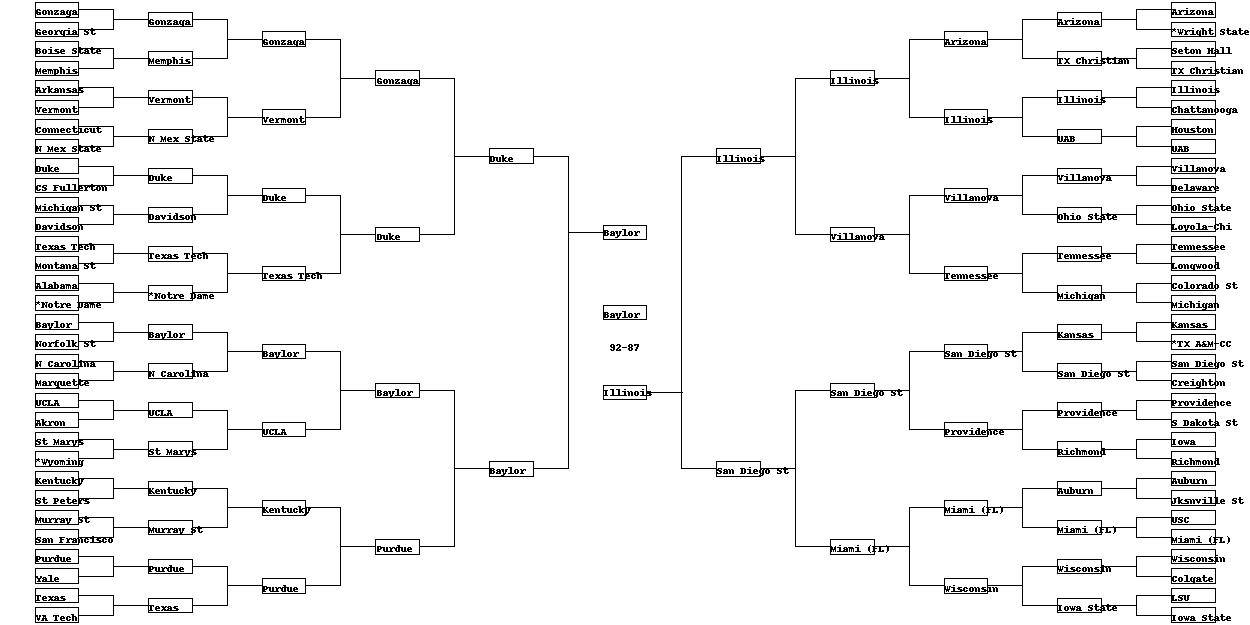 Gonzaga
Georgia St
Boise State
Memphis
Arkansas
Vermont
Connecticut
N Mex State
Duke
CS Fullerton
Michigan St
Davidson
Texas Tech
Montana St
Alabama
*Notre Dame
Baylor
Norfolk St
N Carolina
Marquette
UCLA
Akron
St Marys
*Wyoming
Kentucky
St Peters
Murray St
San Francisco
Purdue
Yale
Texas
VA Tech
Gonzaga
Memphis
Vermont
N Mex State
Duke
Davidson
Texas Tech
*Notre Dame
Baylor
N Carolina
UCLA
St Marys
Kentucky
Murray St
Purdue
Texas
Gonzaga
Vermont
Duke
Texas Tech
Baylor
UCLA
Kentucky
Purdue
Gonzaga
Duke
Baylor
Purdue
Duke
Baylor
Baylor
Baylor
92-87
Illinois
Illinois
San Diego St
Illinois
Villanova
San Diego St
Miami (FL)
Arizona
Illinois
Villanova
Tennessee
San Diego St
Providence
Miami (FL)
Wisconsin
Arizona
TX Christian
Illinois
UAB
Villanova
Ohio State
Tennessee
Michigan
Kansas
San Diego St
Providence
Richmond
Auburn
Miami (FL)
Wisconsin
Iowa State
Arizona
*Wright State
Seton Hall
TX Christian
Illinois
Chattanooga
Houston
UAB
Villanova
Delaware
Ohio State
Loyola-Chi
Tennessee
Longwood
Colorado St
Michigan
Kansas
*TX A&M-CC
San Diego St
Creighton
Providence
S Dakota St
Iowa
Richmond
Auburn
Jksnville St
USC
Miami (FL)
Wisconsin
Colgate
LSU
Iowa State